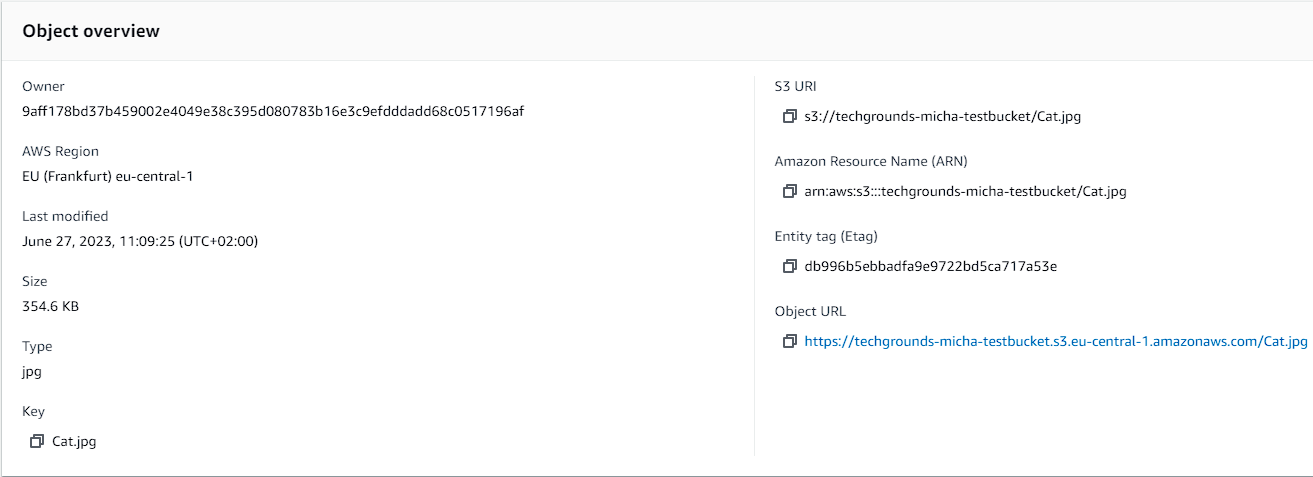 Object overview
Owner
9aff178bd37b459002e4049e38c395d080783b16e3c9efdddadd68c0517196af
AWS Region
EU (Frankfurt) eu-central-1
Last modified
June 27, 2023, 11:09:25 (UTC+02:00)
Size
354.6 KB
Type
jpg
Key
Cat.jpg
S3 URI
s3://techgrounds-micha-testbucket/Cat.jpg
Amazon Resource Name (ARN)
arn:aws:s3:::techgrounds-micha-testbucket/Cat.jpg
Entity tag (Etag)
db996b5ebbadfa9e9722bd5ca717a53e
Object URL
https://techgrounds-micha-testbucket.s3.eu-central-1.amazonaws.com/Cat.jpg